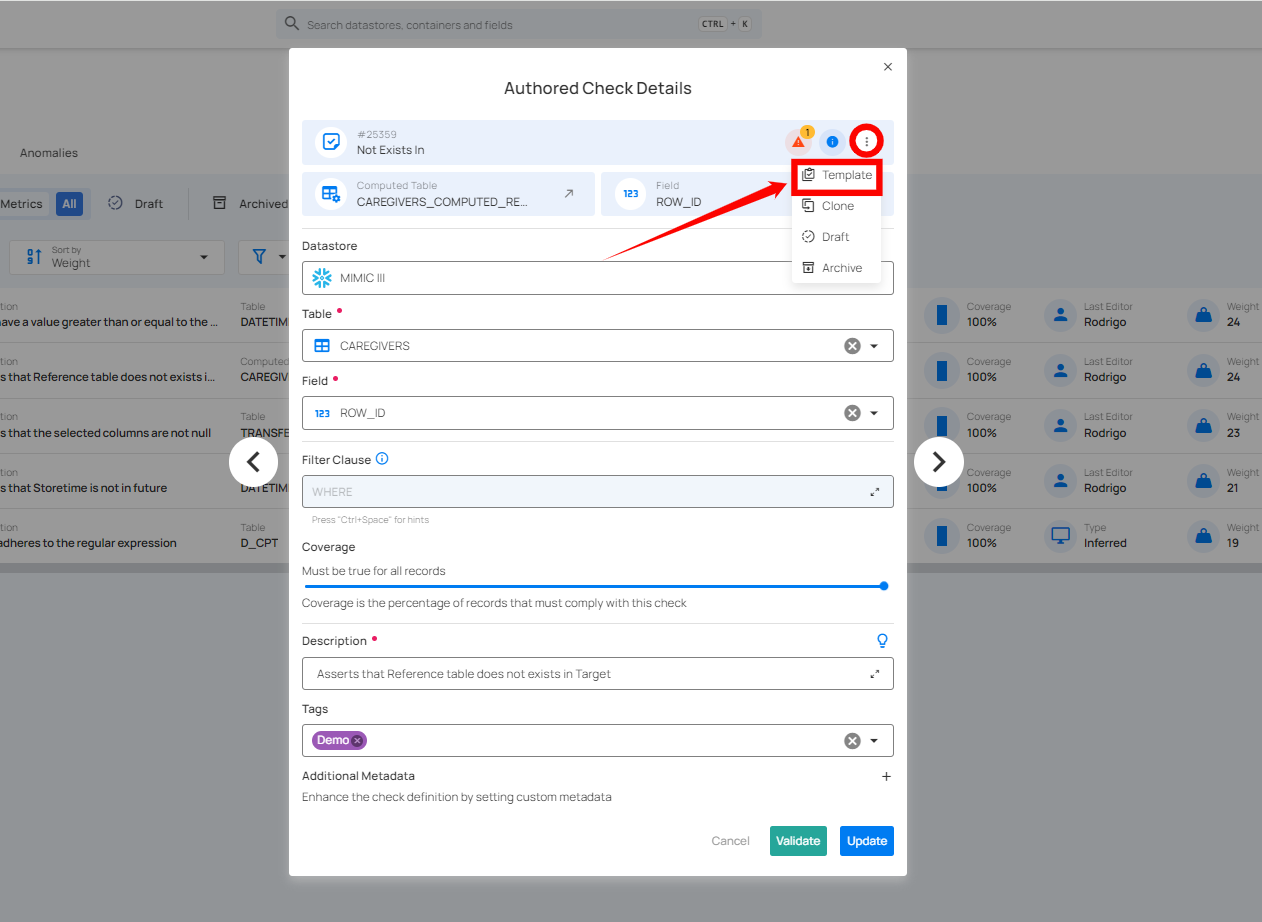 Search datastores, containers and fields
CTRL + K
Authored Check Details
#25359
Not Exists In
1
Template
Clone
Draft
Archive
Computed Table
CAREGIVERS_COMPUTED_RE...
123
Field
ROW_ID
Datastore
MIMIC III
Table
CAREGIVERS
Field
123 ROW_ID
Filter Clause
WHERE
Press "Ctrl+Space" for hints
Coverage
Must be true for all records
Coverage is the percentage of records that must comply with this check
Description
Asserts that Reference table does not exists in Target
Tags
Demo
Additional Metadata
Enhance the check definition by setting custom metadata
Cancel
Validate
Update
Anomalies
Metrics
All
Draft
Archived
Sort by
Weight
tion
ave a value greater than or equal to the ...
Table
DATETIM
Coverage
100%
Last Editor
Rodrigo
Weight
24
tion
s that Reference table does not exists i...
Computed
CAREGIV
Coverage
100%
Last Editor
Rodrigo
Weight
24
tion
s that the selected columns are not null
Table
TRANSFE
Coverage
100%
Last Editor
Rodrigo
Weight
23
tion
s that Storetime is not in future
Table
DATETIM
Coverage
100%
Last Editor
Rodrigo
Weight
21
tion
adheres to the regular expression
Table
D_CPT
Coverage
100%
Type
Inferred
Weight
19